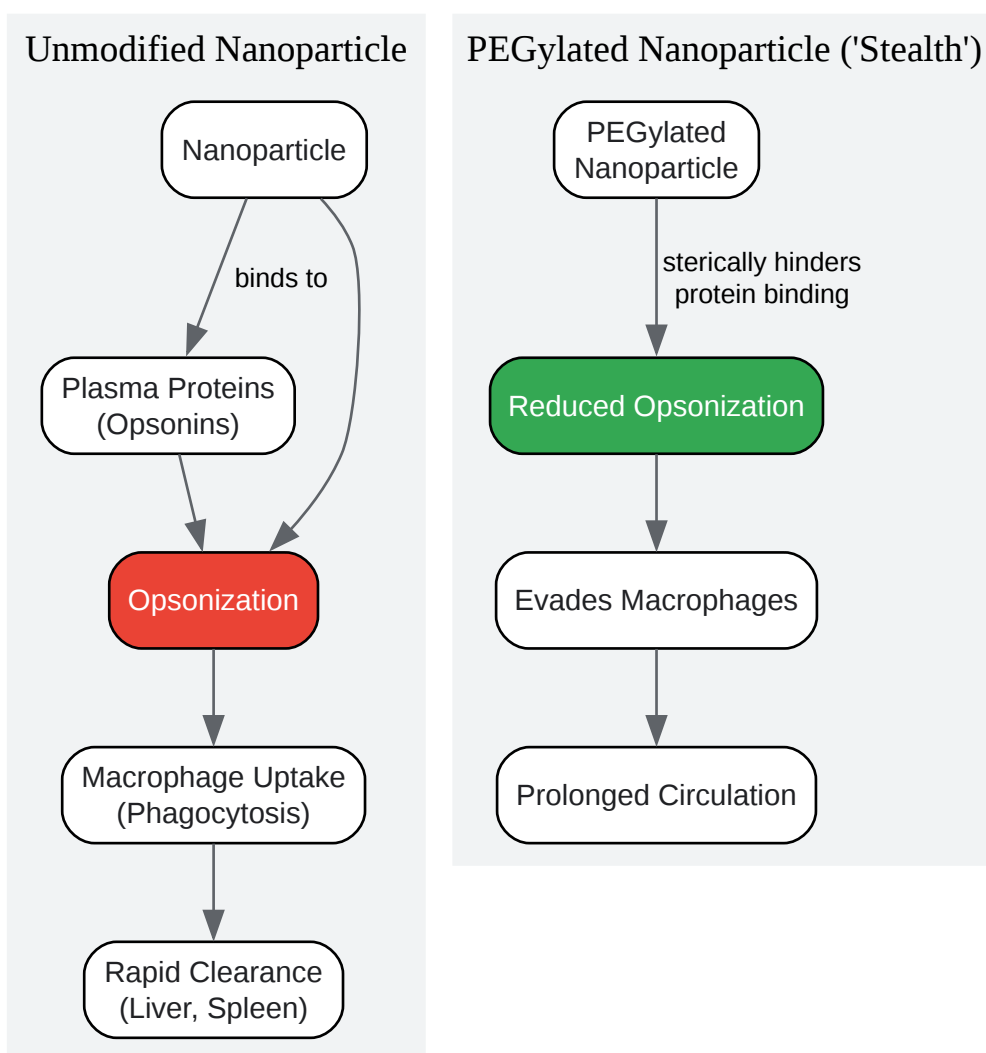 Unmodified Nanoparticle
Nanoparticle
binds to
Plasma Proteins
(Opsonins)
Opsonization
Macrophage Uptake
(Phagocytosis)
Rapid Clearance
(Liver, Spleen)
PEGylated Nanoparticle ('Stealth')
PEGylated
Nanoparticle
sterically hinders
protein binding
Reduced Opsonization
Evades Macrophages
Prolonged Circulation